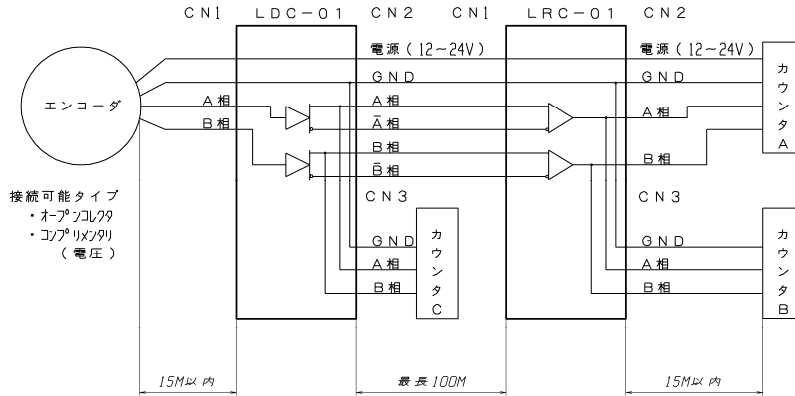 CN1 LDC-01 CN2 CN1 LRC-01 CN2
電源(12~24V) 電源(12~24V)
GND GND
エンコーダ
A相 A相 A相
Ā相
B相 B相 B相
B̄相
カウンタA
接続可能タイプ
・オープンコレクタ
・コンプリメンタリ
(電圧)
CN3 CN3
GND GND
A相 A相
B相 B相
カウンタC
カウンタB
15M以内 最長100M 15M以内